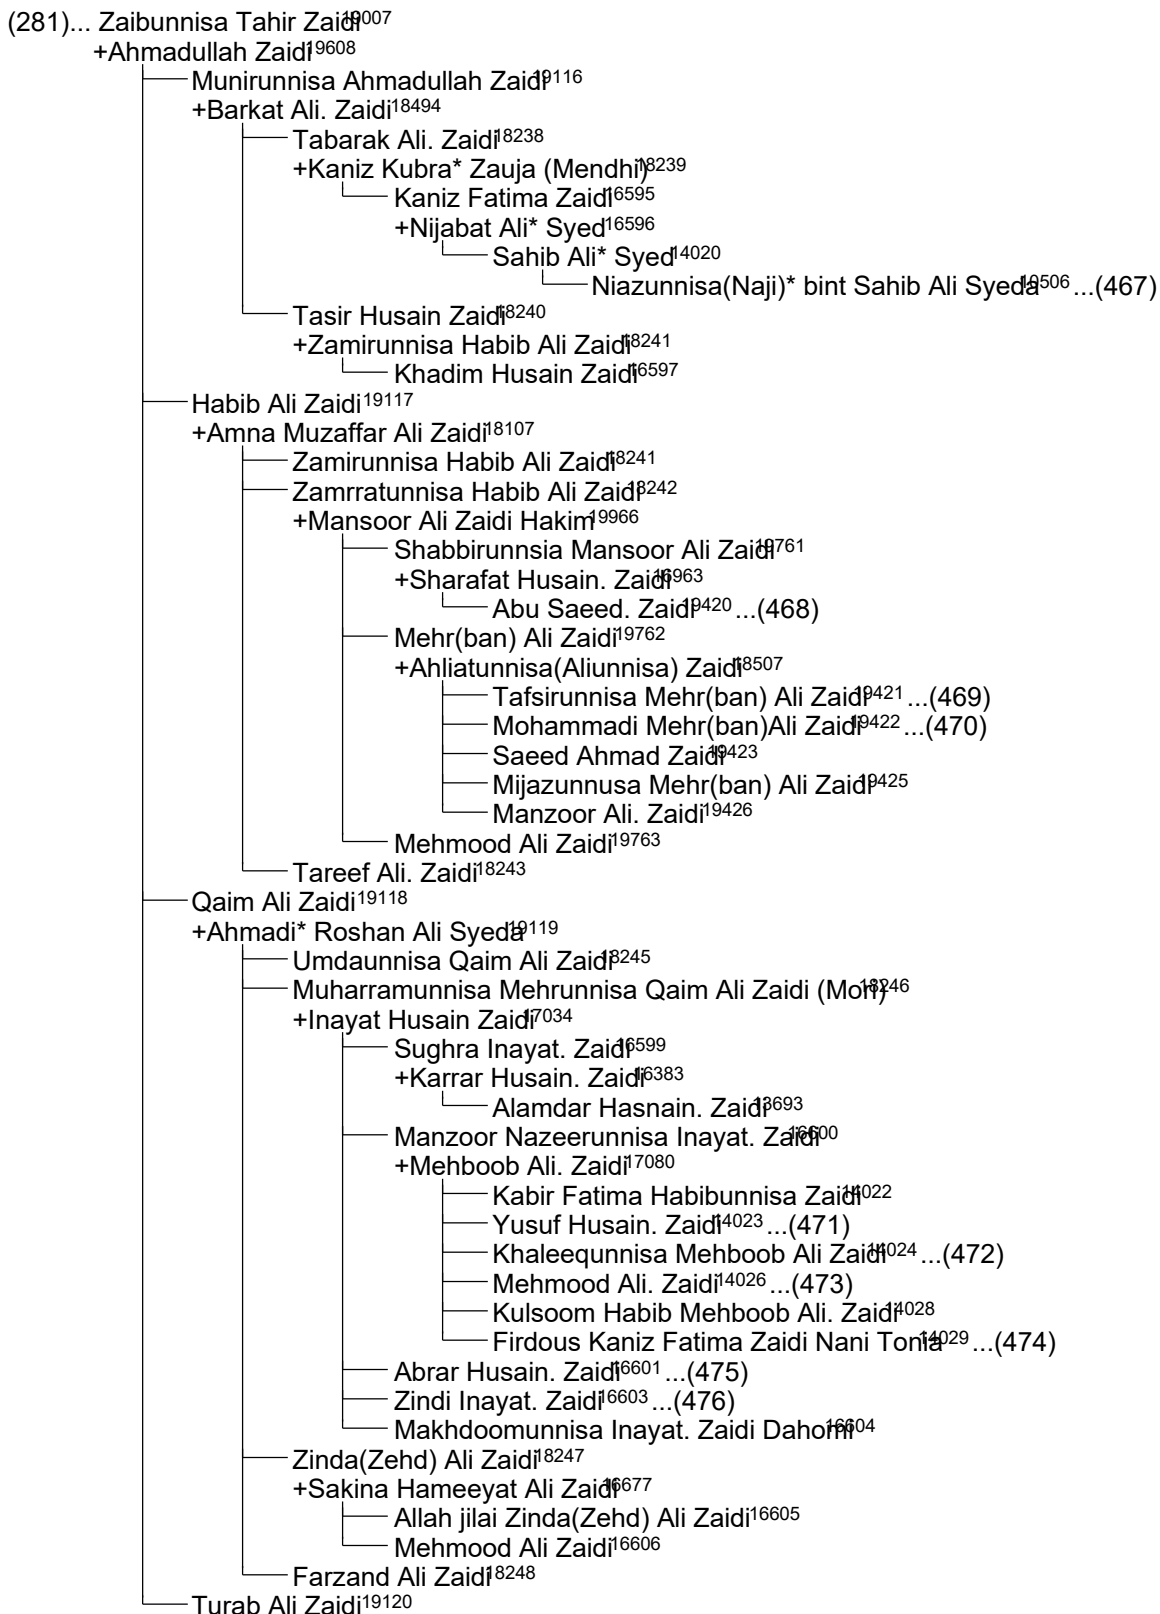 (281)... Zaibunnisa Tahir Zaidi19007
+Ahmadullah Zaidi19608
Munirunnisa Ahmadullah Zaidi19116
+Barkat Ali. Zaidi18494
Tabarak Ali. Zaidi18238
+Kaniz Kubra* Zauja (Mendhi)18239
Kaniz Fatima Zaidi16595
+Nijabat Ali* Syed16596
Sahib Ali* Syed14020
Niazunnisa(Naji)* bint Sahib Ali Syeda10506 ...(467)
Tasir Husain Zaidi18240
+Zamirunnisa Habib Ali Zaidi18241
Khadim Husain Zaidi16597
Habib Ali Zaidi19117
+Amna Muzaffar Ali Zaidi18107
Zamirunnisa Habib Ali Zaidi18241
Zamrratunnisa Habib Ali Zaidi18242
+Mansoor Ali Zaidi Hakim19966
Shabbirunnsia Mansoor Ali Zaidi19761
+Sharafat Husain. Zaidi16963
Abu Saeed. Zaidi19420 ...(468)
Mehr(ban) Ali Zaidi19762
+Ahliatunnisa(Aliunnisa) Zaidi18507
Tafsirunnisa Mehr(ban) Ali Zaidi19421 ...(469)
Mohammadi Mehr(ban)Ali Zaidi19422 ...(470)
Saeed Ahmad Zaidi19423
Mijazunnusa Mehr(ban) Ali Zaidi19425
Manzoor Ali. Zaidi19426
Mehmood Ali Zaidi19763
Tareef Ali. Zaidi18243
Qaim Ali Zaidi19118
+Ahmadi* Roshan Ali Syeda19119
Umdaunnisa Qaim Ali Zaidi18245
Muharramunnisa Mehrunnisa Qaim Ali Zaidi (Mori)18246
+Inayat Husain Zaidi17034
Sughra Inayat. Zaidi16599
+Karrar Husain. Zaidi16383
Alamdar Hasnain. Zaidi13693
Manzoor Nazeerunnisa Inayat. Zaidi16600
+Mehboob Ali. Zaidi17080
Kabir Fatima Habibunnisa Zaidi14022
Yusuf Husain. Zaidi14023 ...(471)
Khaleequnnisa Mehboob Ali Zaidi14024 ...(472)
Mehmood Ali. Zaidi14026 ...(473)
Kulsoom Habib Mehboob Ali. Zaidi14028
Firdous Kaniz Fatima Zaidi Nani Tonia14029 ...(474)
Abrar Husain. Zaidi16601 ...(475)
Zindi Inayat. Zaidi16603 ...(476)
Makhdoomunnisa Inayat. Zaidi Dahomi16604
Zinda(Zehd) Ali Zaidi18247
+Sakina Hameeyat Ali Zaidi16677
Allah jilai Zinda(Zehd) Ali Zaidi16605
Mehmood Ali Zaidi16606
Farzand Ali Zaidi18248
Turab Ali Zaidi19120